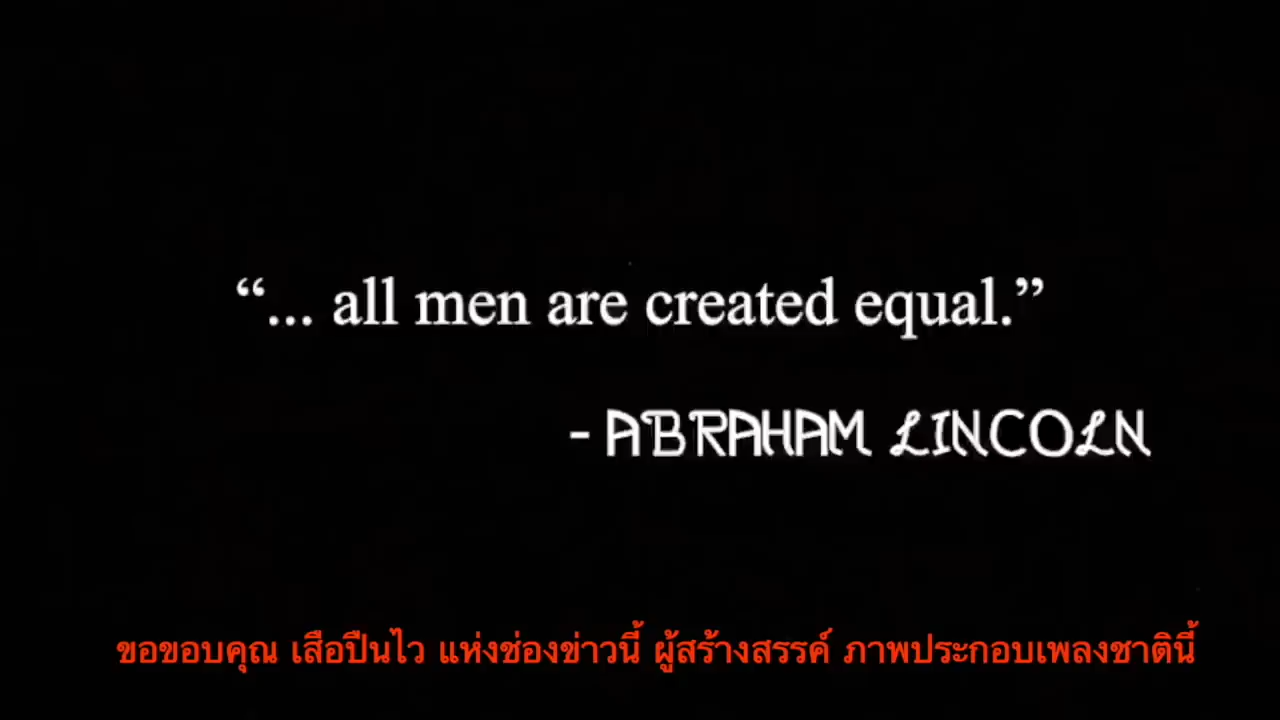 “... all men are created equal.”
- ABRAHAM LINCOLN
ขอขอบคุณ เสือปืนไว แห่งช่องข่าวนี้ ผู้สร้างสรรค์ ภาพประกอบเพลงชาตินี้